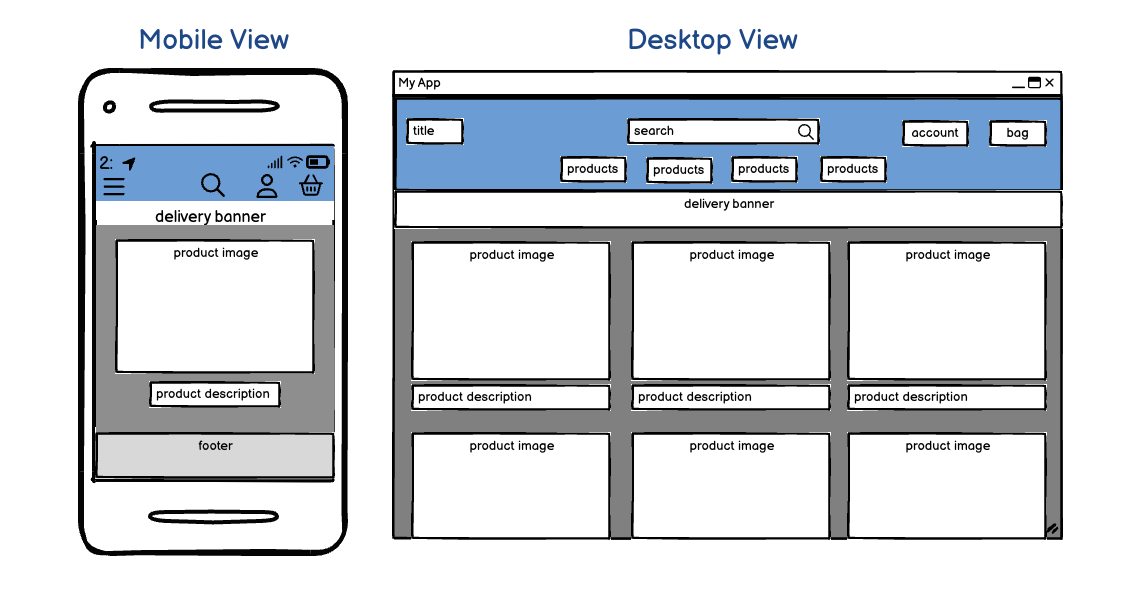 Mobile View
2:
delivery banner
product image
product description
footer
Desktop View
My App
title
search
account
bag
products
products
products
products
delivery banner
product image
product image
product image
product description
product description
product description
product image
product image
product image